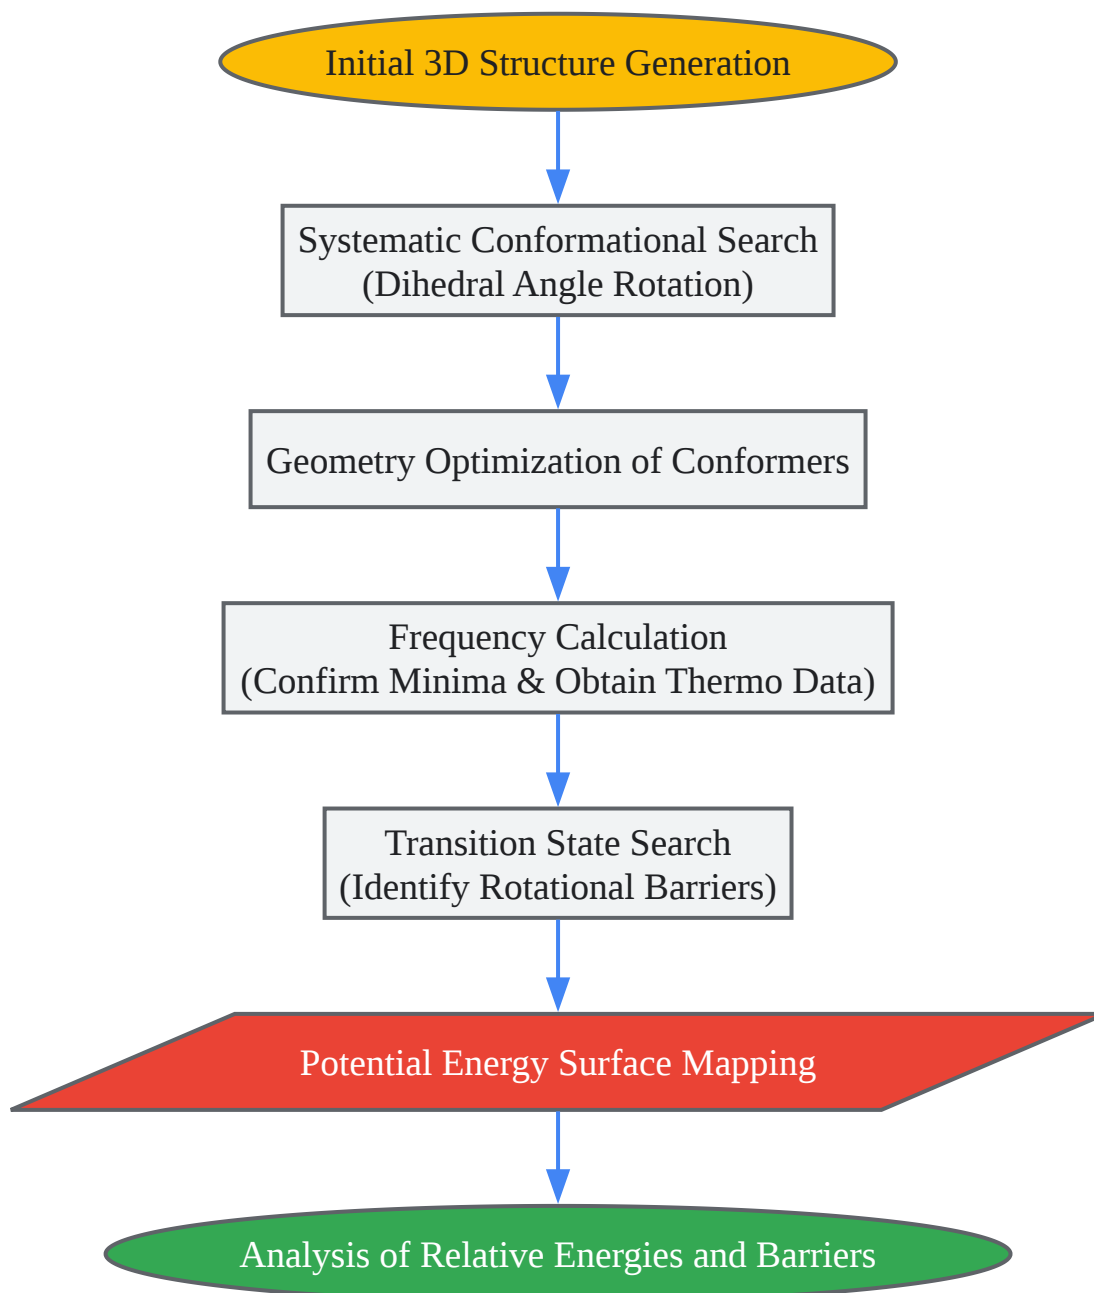 Initial 3D Structure Generation
Systematic Conformational Search
(Dihedral Angle Rotation)
Geometry Optimization of Conformers
Frequency Calculation
(Confirm Minima & Obtain Thermo Data)
Transition State Search
(Identify Rotational Barriers)
Potential Energy Surface Mapping
Analysis of Relative Energies and Barriers